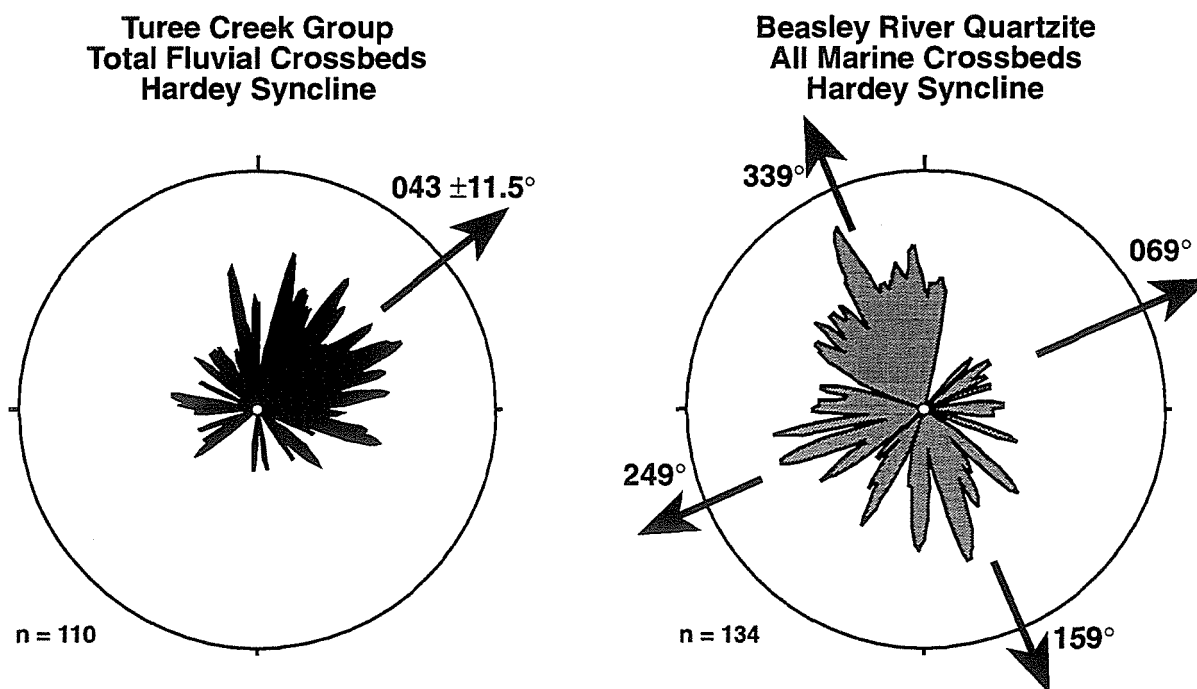 Turee Creek Group
Total Fluvial Crossbeds
Hardey Syncline
043 ±11.5°
n = 110
Beasley River Quartzite
All Marine Crossbeds
Hardey Syncline
339°
069°
249°
159°
n = 134